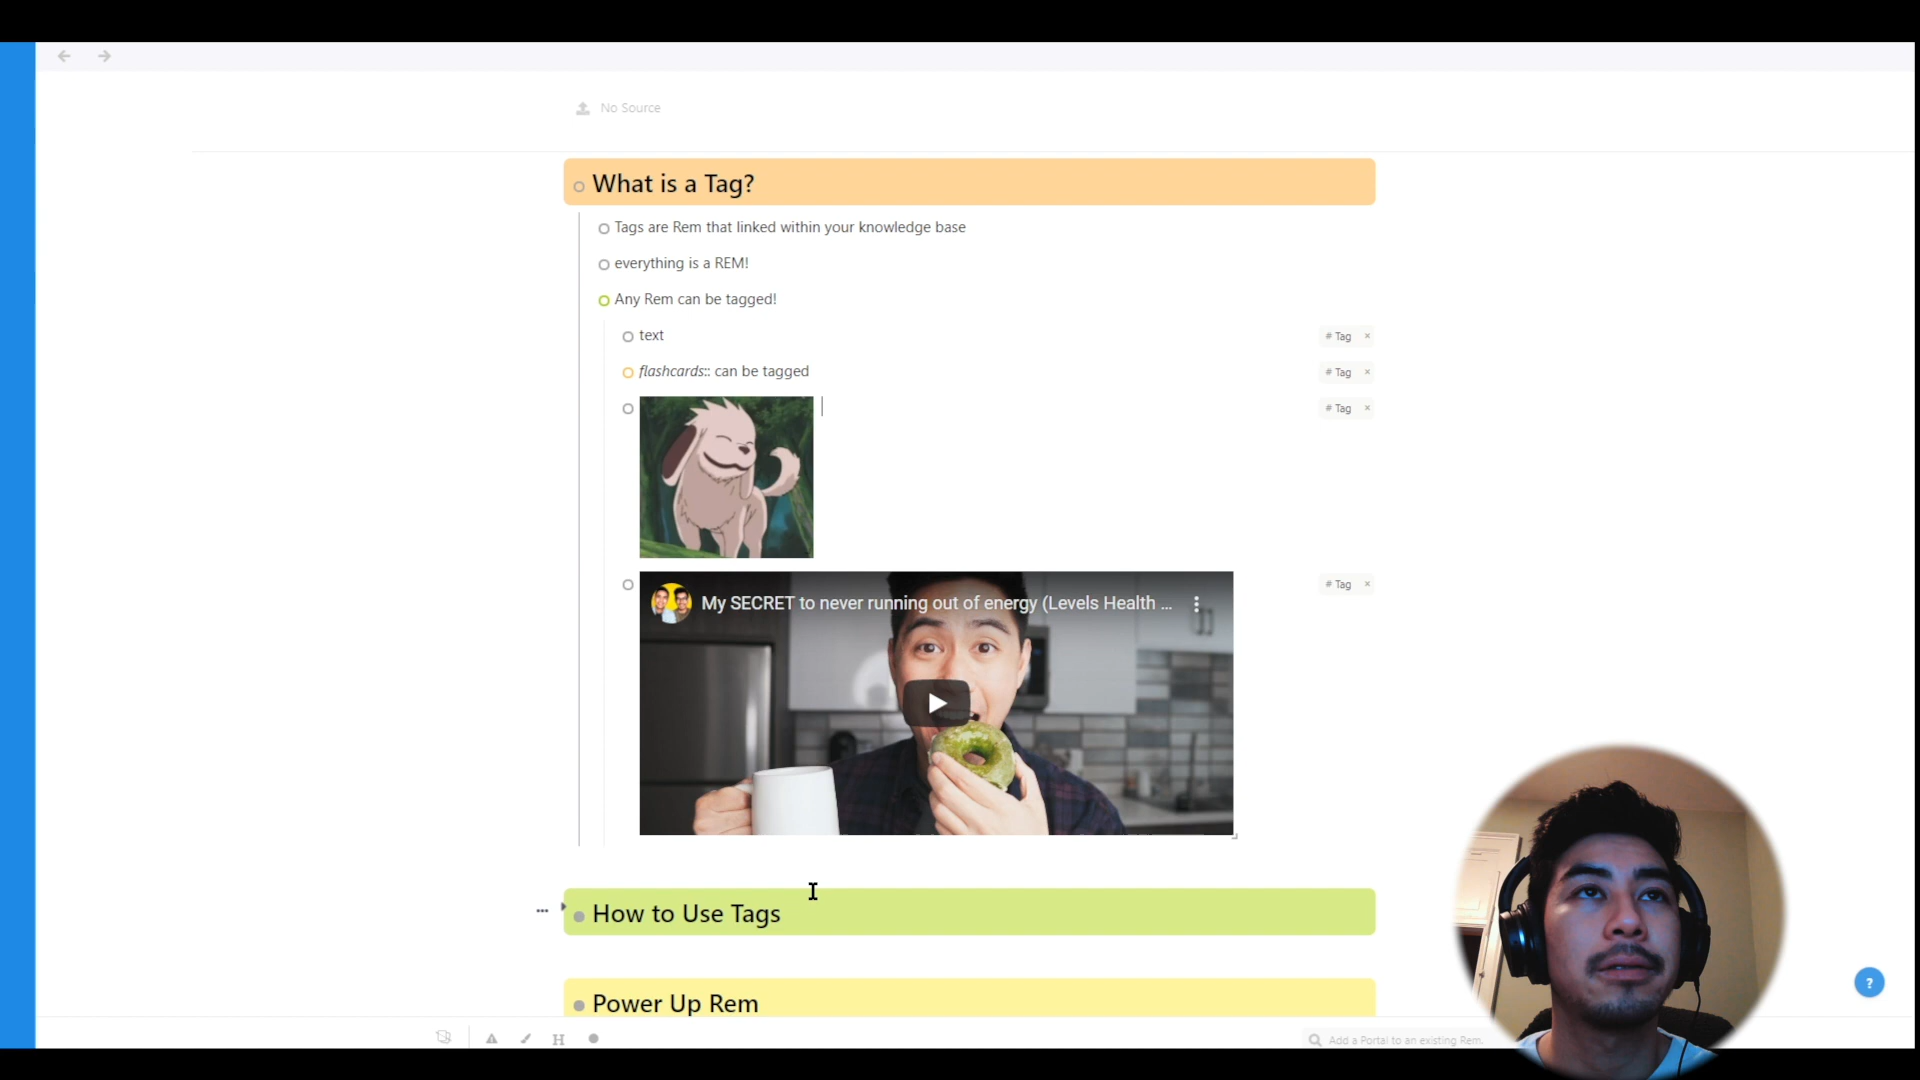 No Source
What is a Tag?
Tags are Rem that linked within your knowledge base
everything is a REM!
Any Rem can be tagged!
text
# Tag ×
flashcards:: can be tagged
# Tag ×
# Tag ×
My SECRET to never running out of energy (Levels Health ...
# Tag ×
How to Use Tags
Power Up Rem
H
Add a Portal to an existing Rem.
?